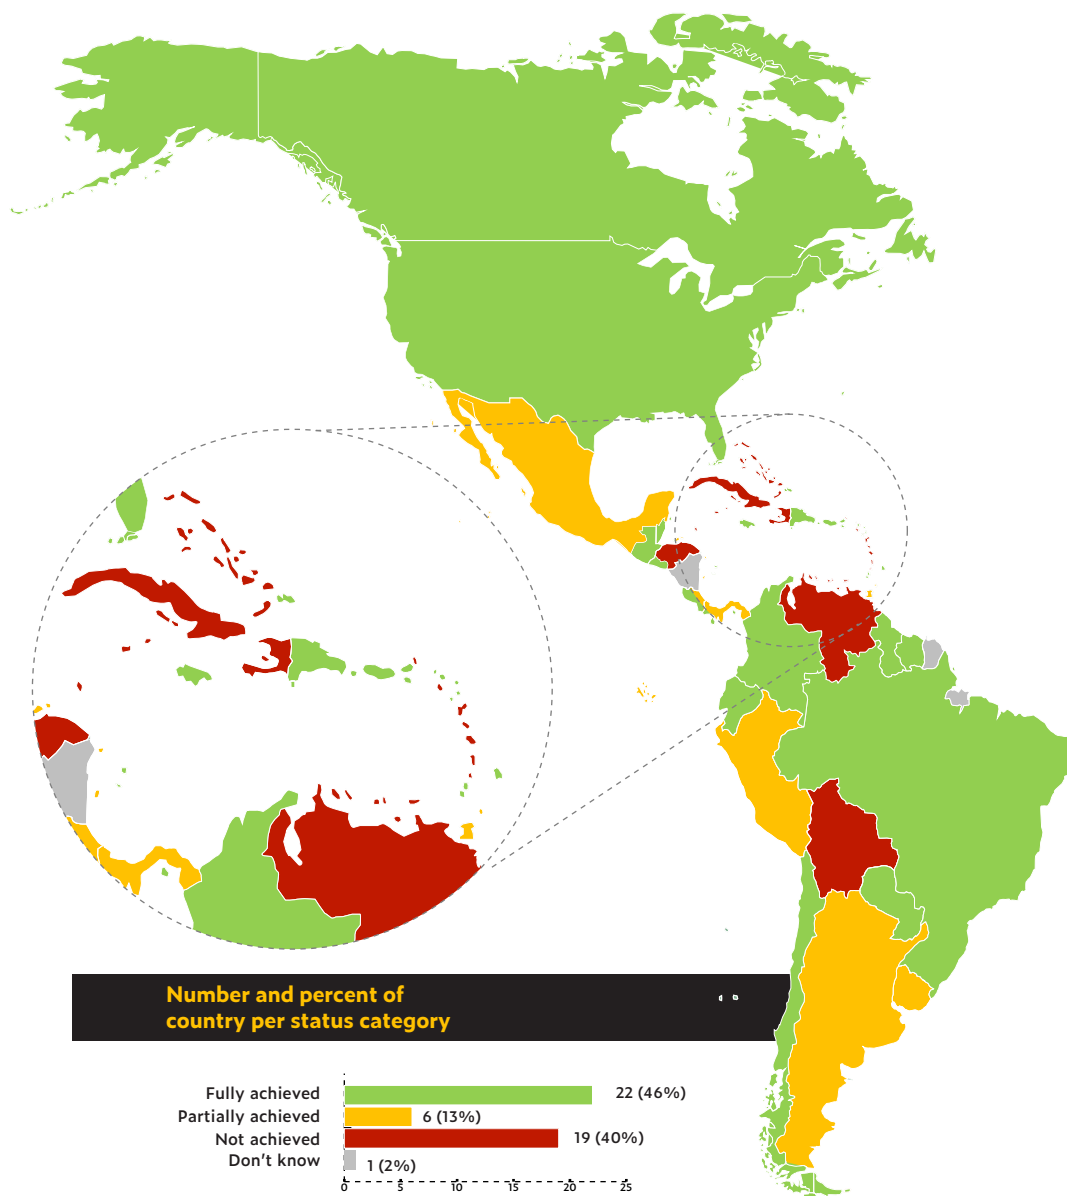 Number and percent of
country per status category
Fully achieved
22 (46%)
Partially achieved
6 (13%)
Not achieved
19 (40%)
Don't know
1 (2%)
0 5 10 15 20 25